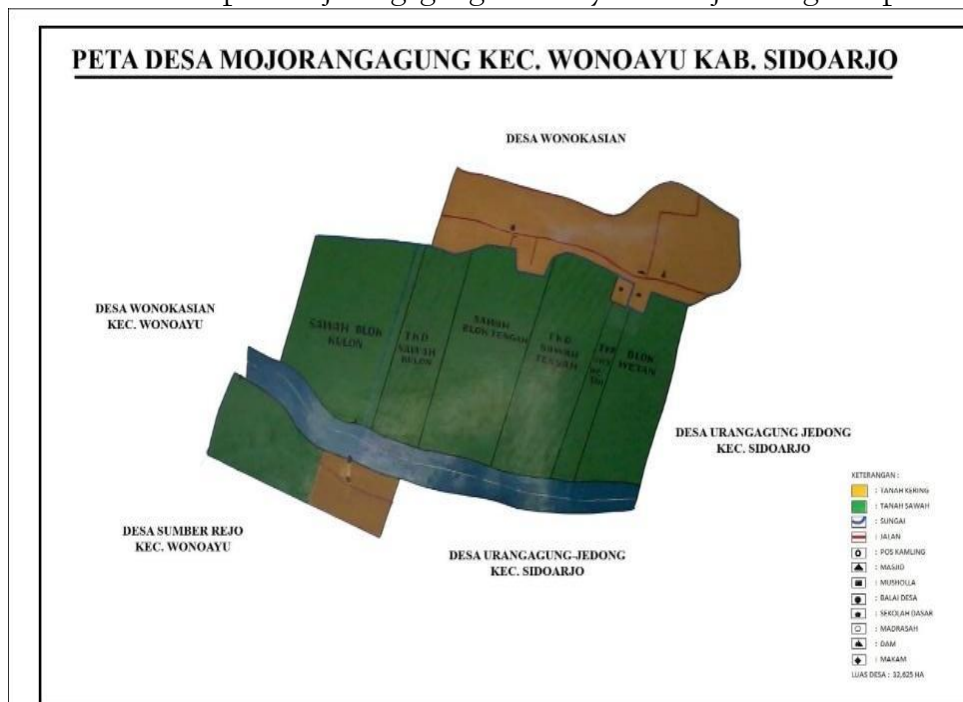 PETA DESA MOJORANGAGUNG KEC. WONOAYU KAB. SIDOARJO
DESA WONOKASIAN
DESA WONOKASIAN
KEC. WONOAYU
SAWAH BLOK
KULON
TKD
SAWAH
KULON
SAWAH
BLOK TENGAH
TKD
SAWAH
TENGAH
BLOK
WETAN
DESA URANGAGUNG JEDONG
KEC. SIDOARJO
DESA SUMBER REJO
KEC. WONOAYU
DESA URANGAGUNG-JEDONG
KEC. SIDOARJO
KETERANGAN :
: TANAH KERING
: TANAH SAWAH
: SUNGAI
: JALAN
: POS KAMLING
: MASJID
: MUSHOLLA
: BALAI DESA
: SEKOLAH DASAR
: MADRASAH
: DAM
: MAKAM
LUAS DESA : 32,625 HA